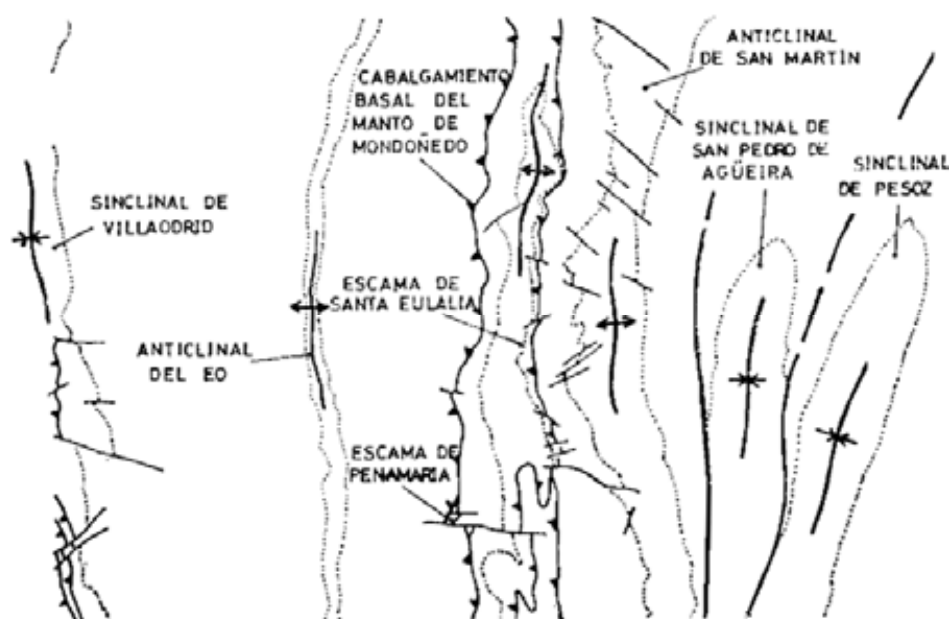 ANTICLINAL
DE SAN MARTÍN
CABALGAMIENTO
BASAL DEL
MANTO DE
MONDOÑEDO
SINCLINAL DE
SAN PEDRO DE
AGÜEIRA
SINCLINAL
DE PESOZ
SINCLINAL DE
VILLAODRID
ESCAMA DE
SANTA EULALIA
ANTICLINAL
DEL EO
ESCAMA DE
PENAMARIA